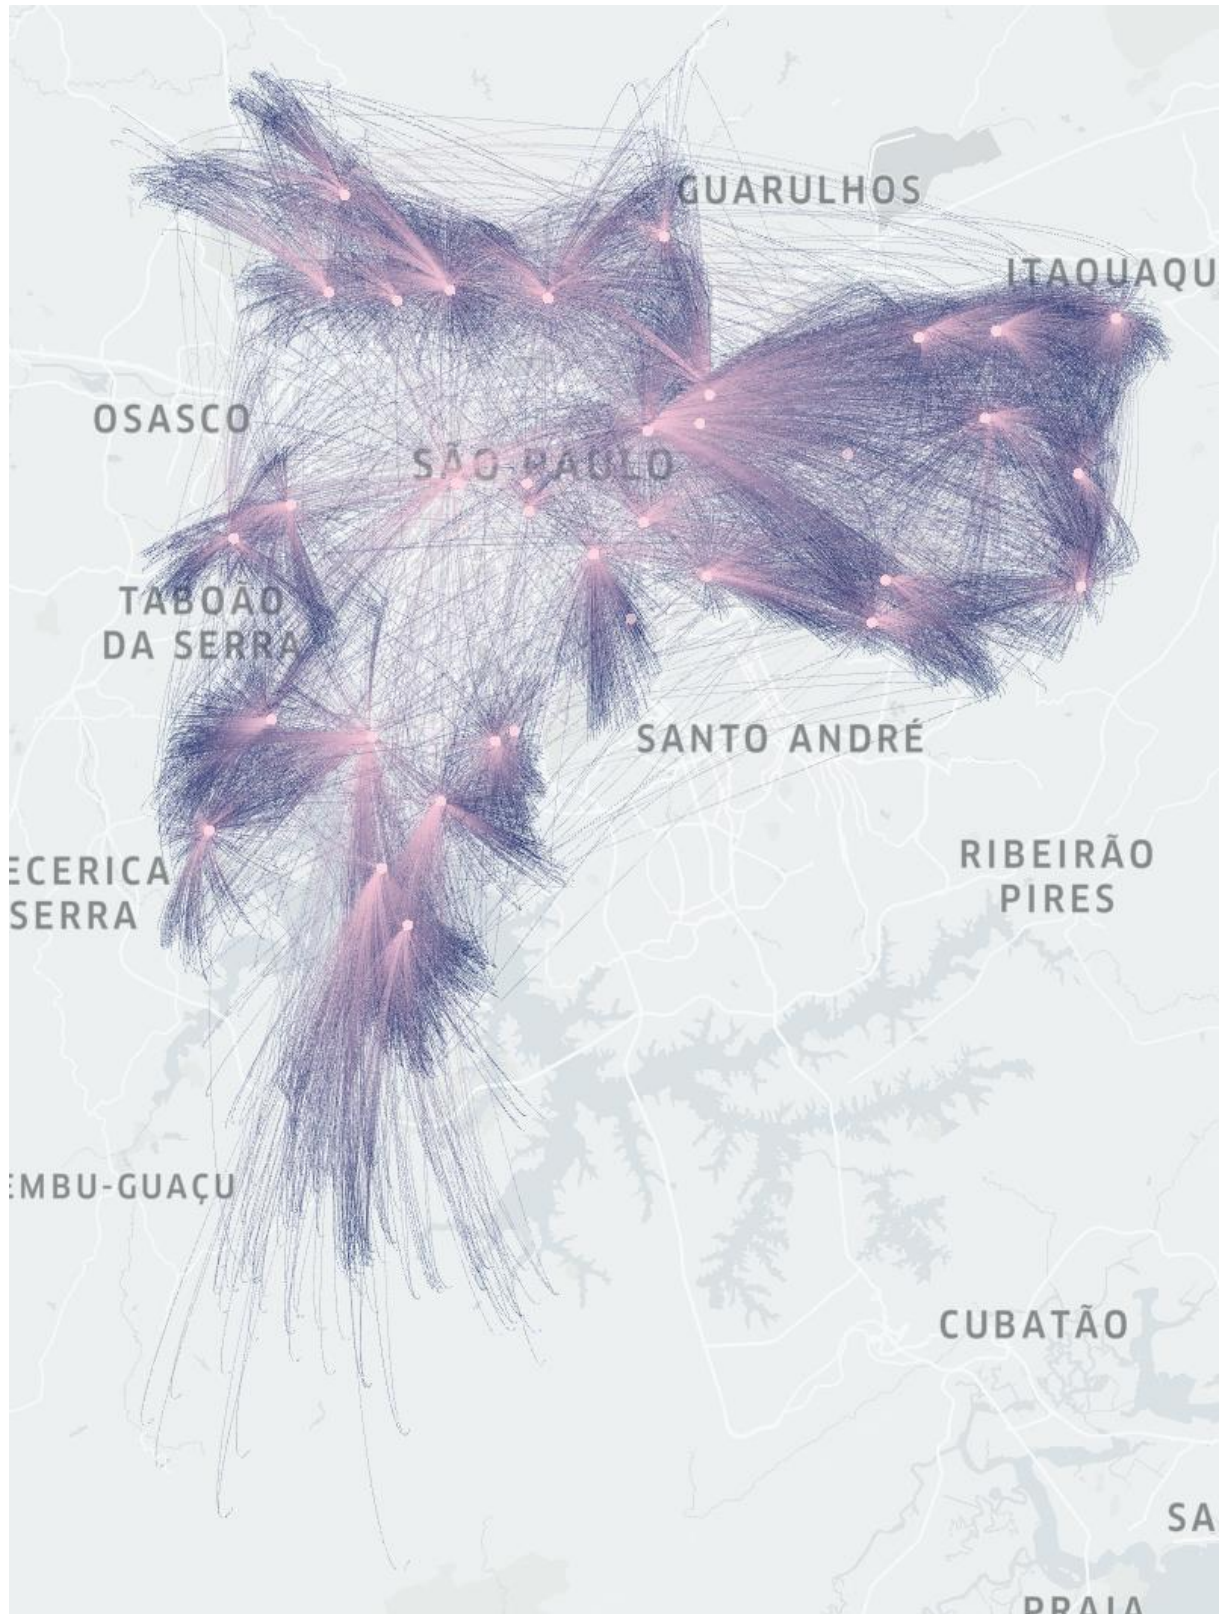 GUARULHOS
ITAQUAQU
OSASCO
SÃO PAULO
TABOÃO
DA SERRA
SANTO ANDRÉ
ECERICA
SERRA
RIBEIRÃO
PIRES
EMBU-GUAÇU
CUBATÃO
SA
PRAIA